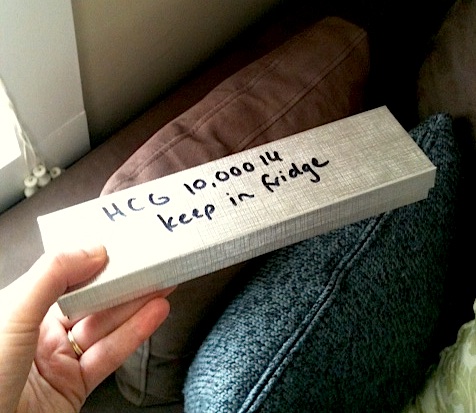 HCG 10,000 IU
keep in fridge